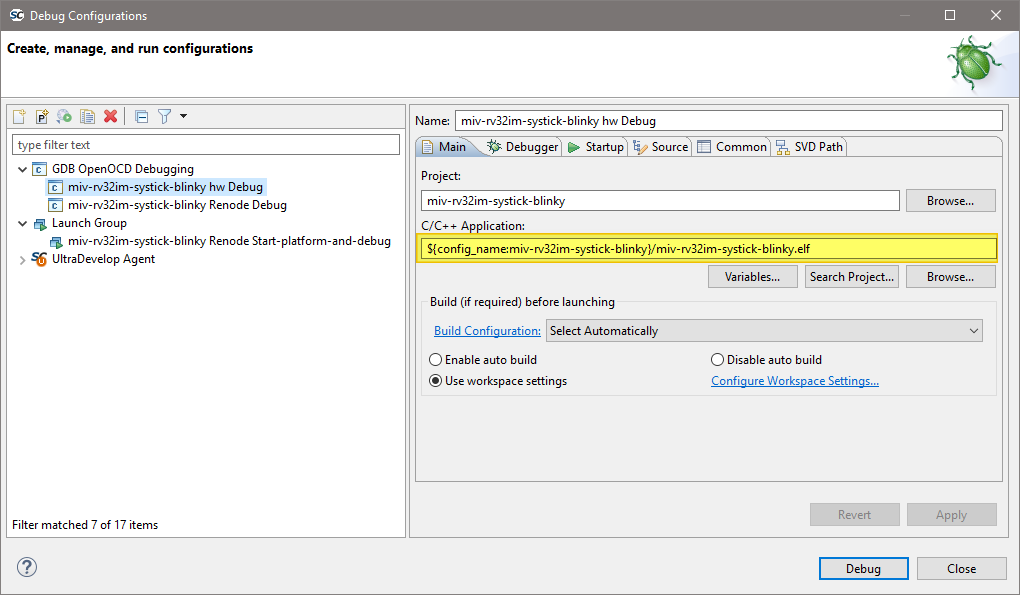 Debug Configurations
Create, manage, and run configurations
type filter text
GDB OpenOCD Debugging
miv-rv32im-systick-blinky hw Debug
miv-rv32im-systick-blinky Renode Debug
Launch Group
miv-rv32im-systick-blinky Renode Start-platform-and-debug
UltraDevelop Agent
Filter matched 7 of 17 items
Name: miv-rv32im-systick-blinky hw Debug
Main Debugger Startup Source Common SVD Path
Project:
miv-rv32im-systick-blinky Browse...
C/C++ Application:
${config_name:miv-rv32im-systick-blinky}/miv-rv32im-systick-blinky.elf
Variables... Search Project... Browse...
Build (if required) before launching
Build Configuration: Select Automatically
Enable auto build Disable auto build
Use workspace settings Configure Workspace Settings...
Revert Apply
Debug Close